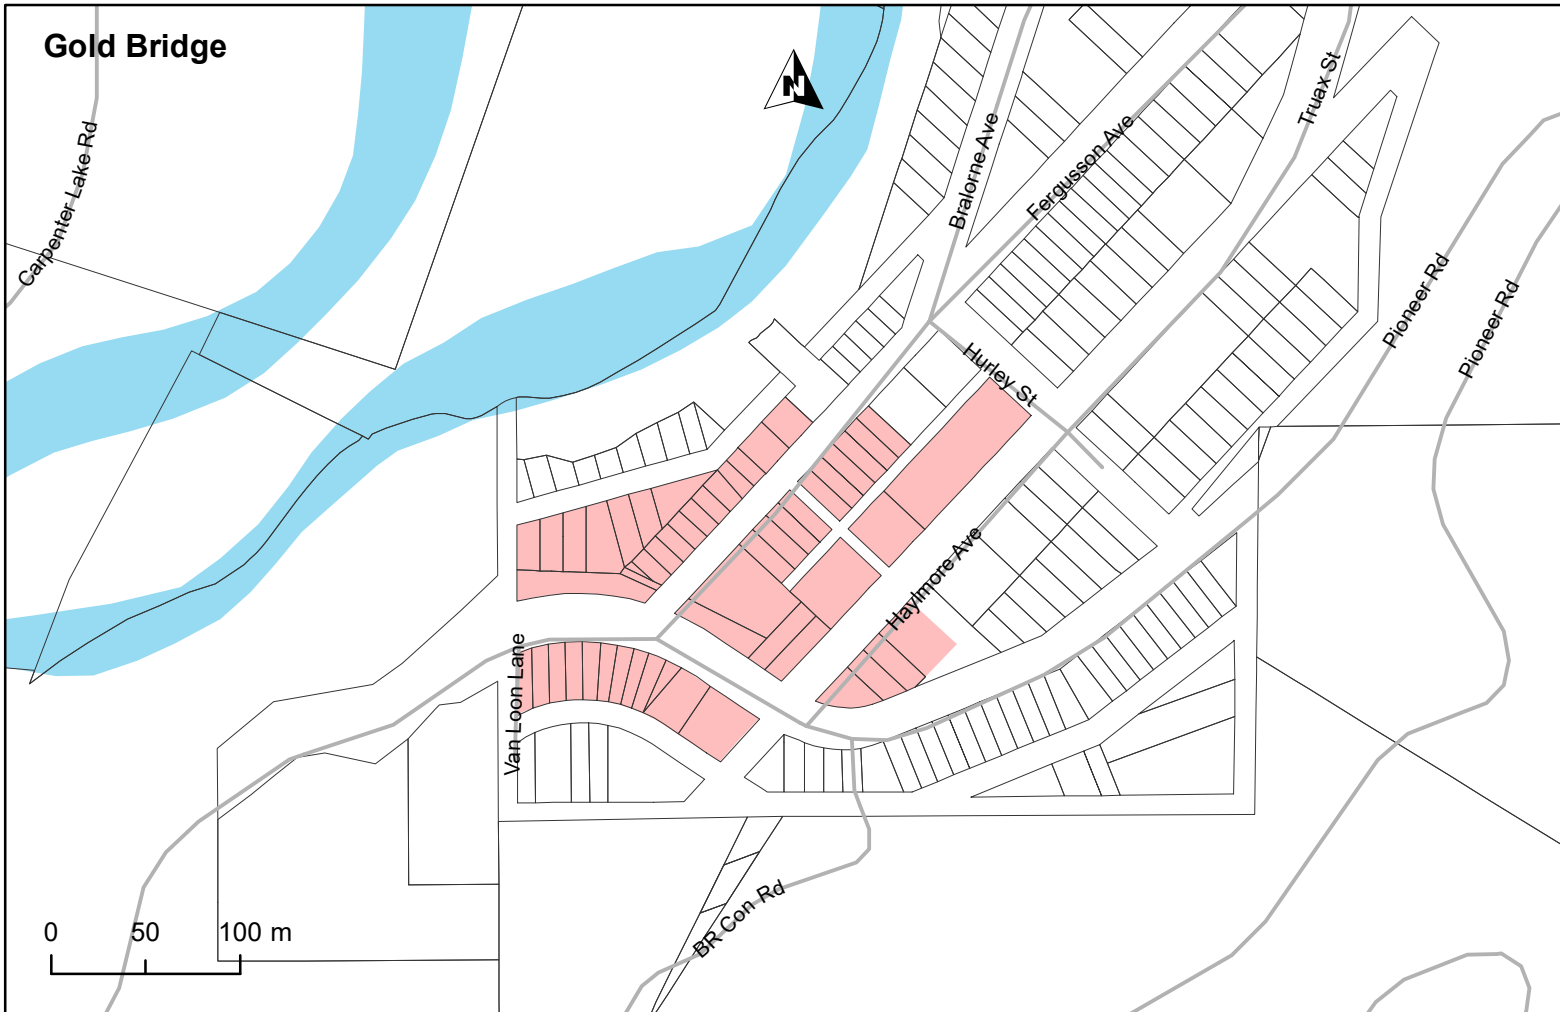 Gold Bridge
N
Carpenter Lake Rd
Bralorne Ave
Fergusson Ave
Truax St
Pioneer Rd
Pioneer Rd
Hurley St
Haylmore Ave
Van Loon Lane
BR Con Rd
0 50 100 m